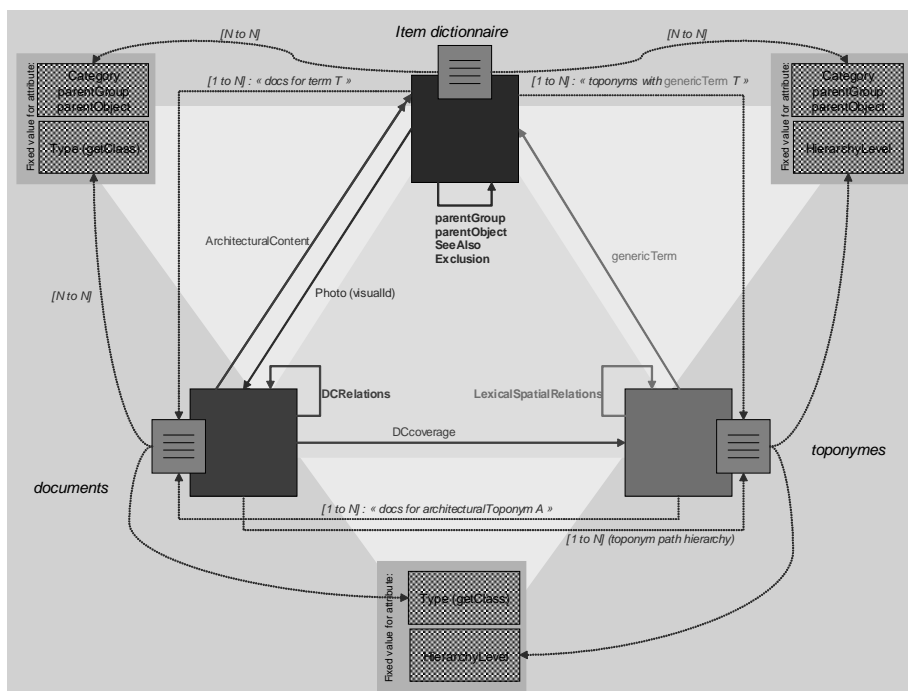 [N to N]
Item dictionnaire
[N to N]
Fixed value for attribute:
Category
parentGroup
parentObject
Type (getClass)
[1 to N] : « docs for term T »
[1 to N] : « toponyms with genericTerm T »
Fixed value for attribute:
Category
parentGroup
parentObject
HierarchyLevel
parentGroup
parentObject
SeeAlso
Exclusion
ArchitecturalContent
genericTerm
Photo (visualId)
[N to N]
DCRelations
LexicalSpatialRelations
DCcoverage
toponymes
documents
[1 to N] : « docs for architecturalToponym A »
[1 to N] (toponym path hierarchy)
Fixed value for attribute:
Type (getClass)
HierarchyLevel